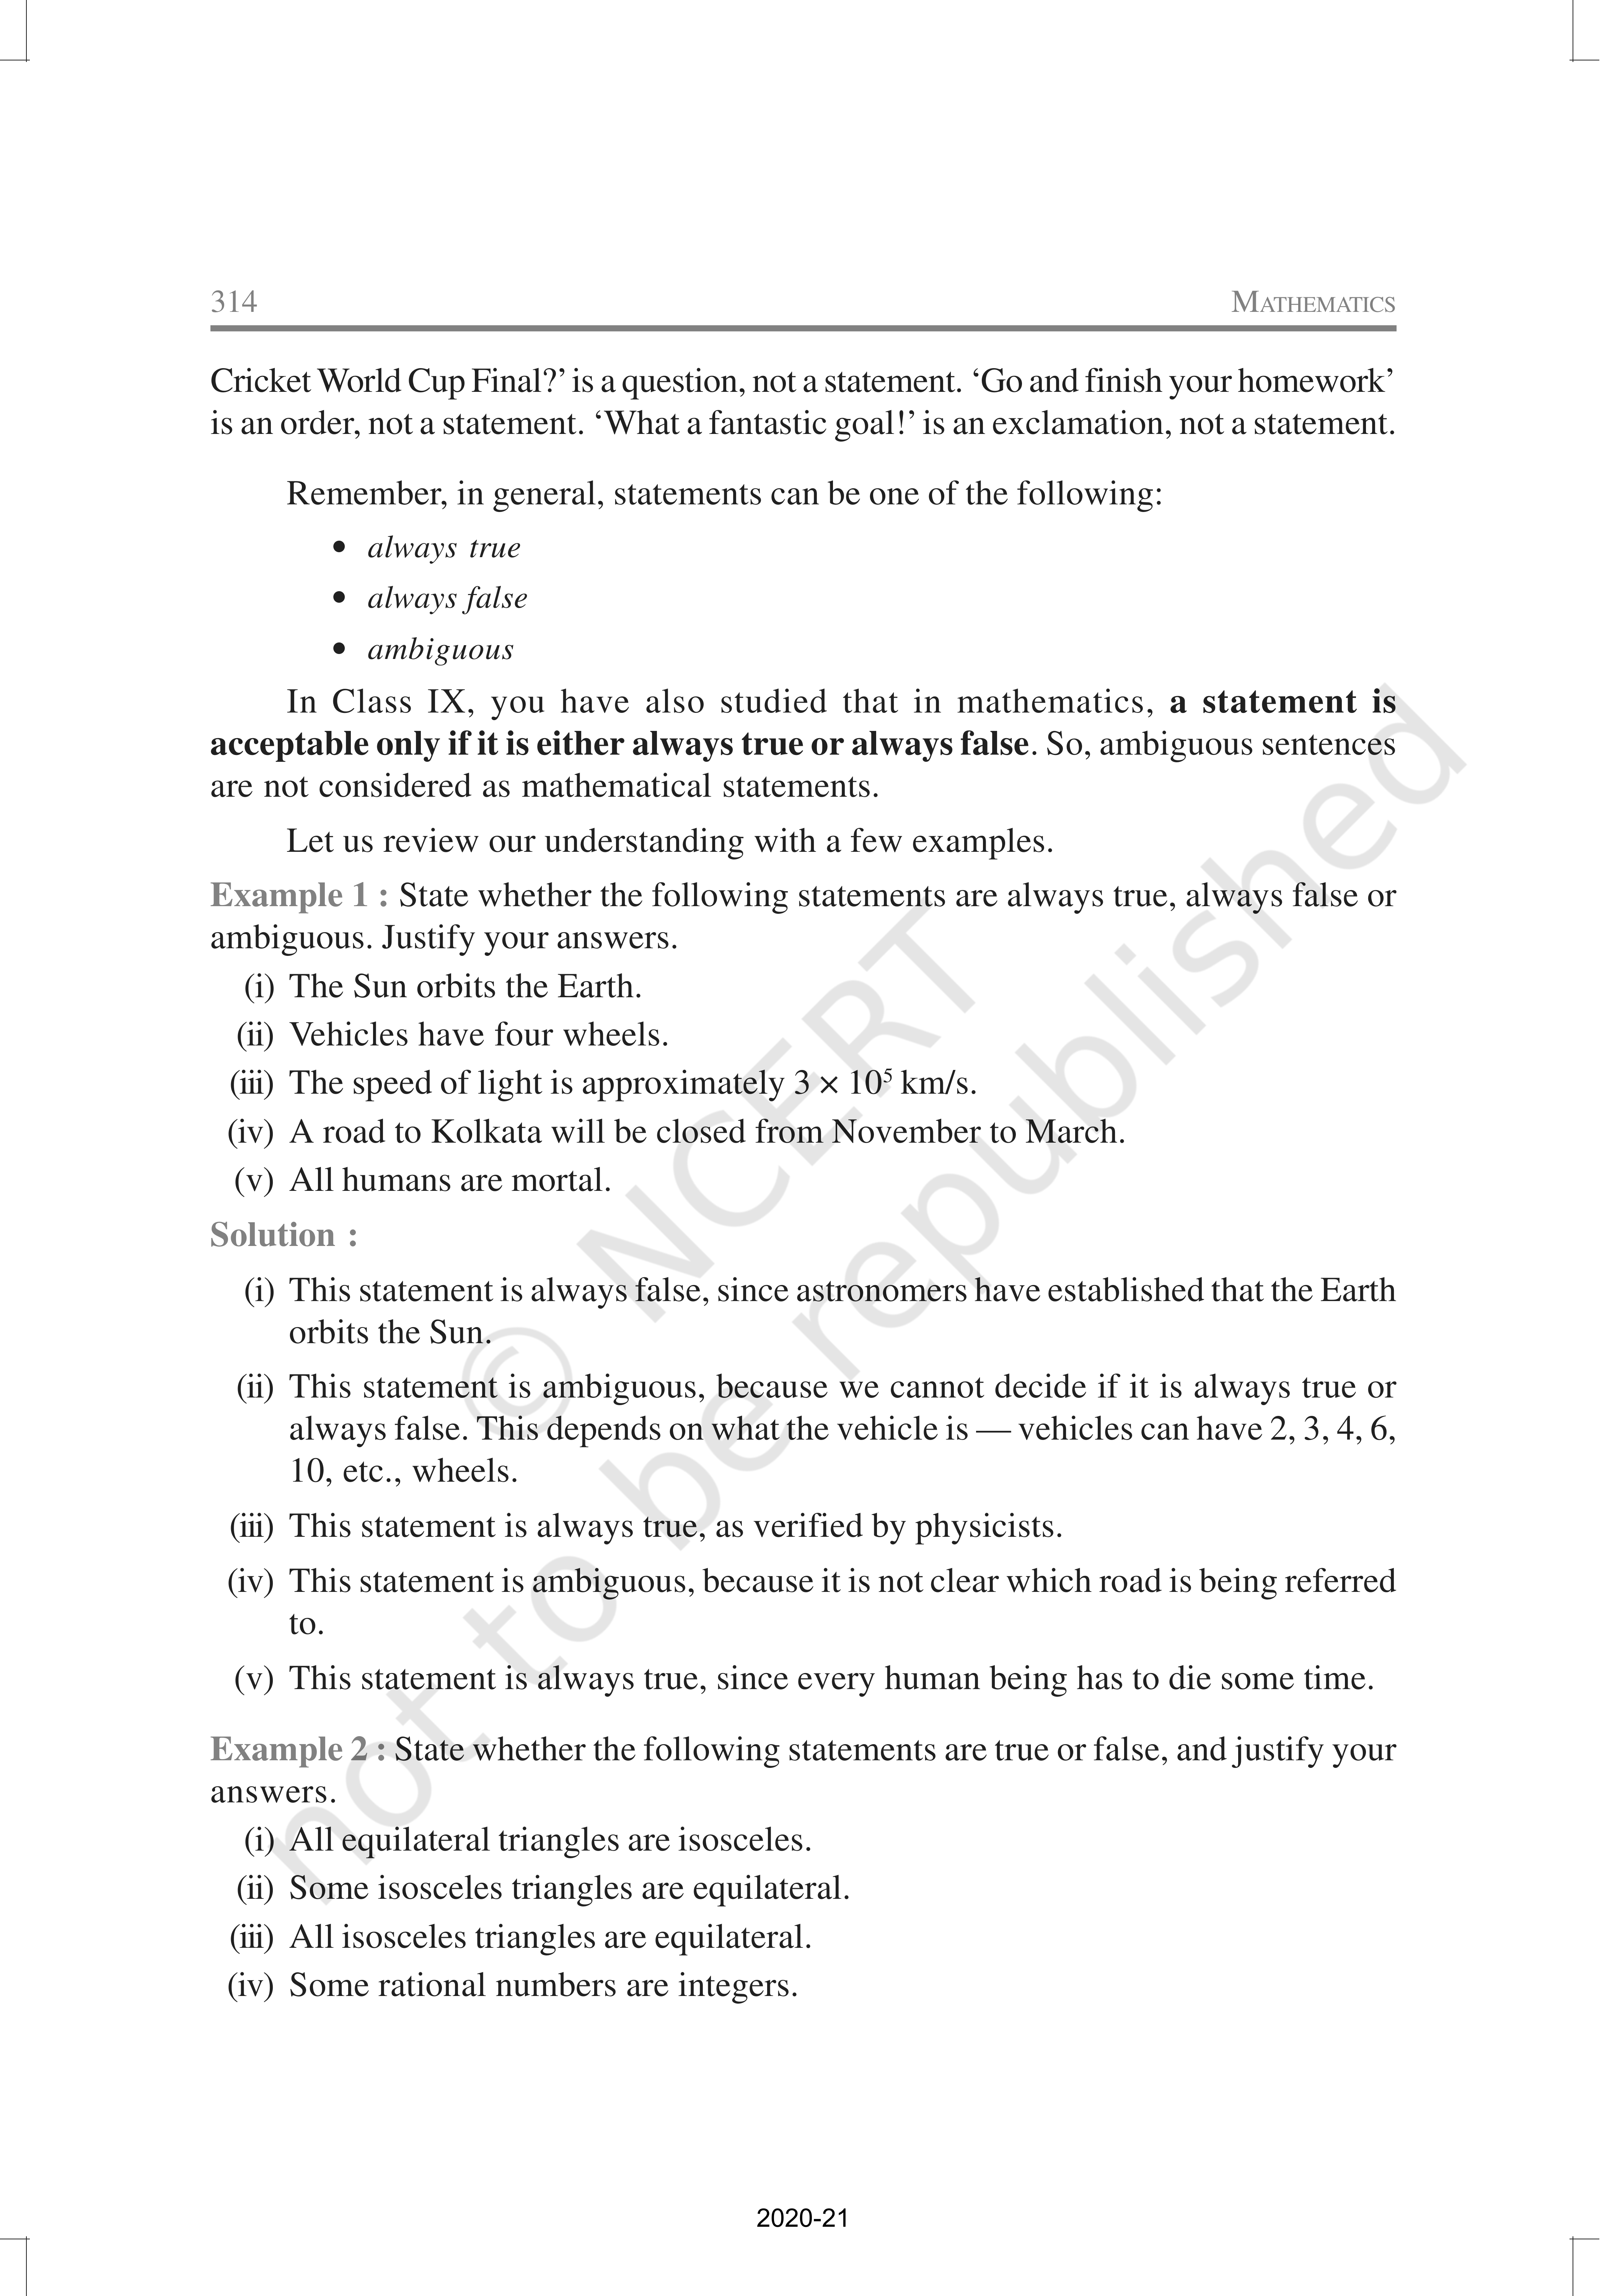 314 MATHEMATICS
Cricket World Cup Final?’ is a question, not a statement. ‘Go and finish your homework’
is an order, not a statement. ‘What a fantastic goal!’ is an exclamation, not a statement.
Remember, in general, statements can be one of the following:
• always true
• always false
• ambiguous
In Class IX, you have also studied that in mathematics, a statement is
acceptable only if it is either always true or always false. So, ambiguous sentences
are not considered as mathematical statements.
Let us review our understanding with a few examples.
Example 1 : State whether the following statements are always true, always false or
ambiguous. Justify your answers.
(i) The Sun orbits the Earth.
(ii) Vehicles have four wheels.
(iii) The speed of light is approximately 3 × 10⁵ km/s.
(iv) A road to Kolkata will be closed from November to March.
(v) All humans are mortal.
Solution :
(i) This statement is always false, since astronomers have established that the Earth
orbits the Sun.
(ii) This statement is ambiguous, because we cannot decide if it is always true or
always false. This depends on what the vehicle is — vehicles can have 2, 3, 4, 6,
10, etc., wheels.
(iii) This statement is always true, as verified by physicists.
(iv) This statement is ambiguous, because it is not clear which road is being referred
to.
(v) This statement is always true, since every human being has to die some time.
Example 2 : State whether the following statements are true or false, and justify your
answers.
(i) All equilateral triangles are isosceles.
(ii) Some isosceles triangles are equilateral.
(iii) All isosceles triangles are equilateral.
(iv) Some rational numbers are integers.
© NCERT
not to be republished
2020-21